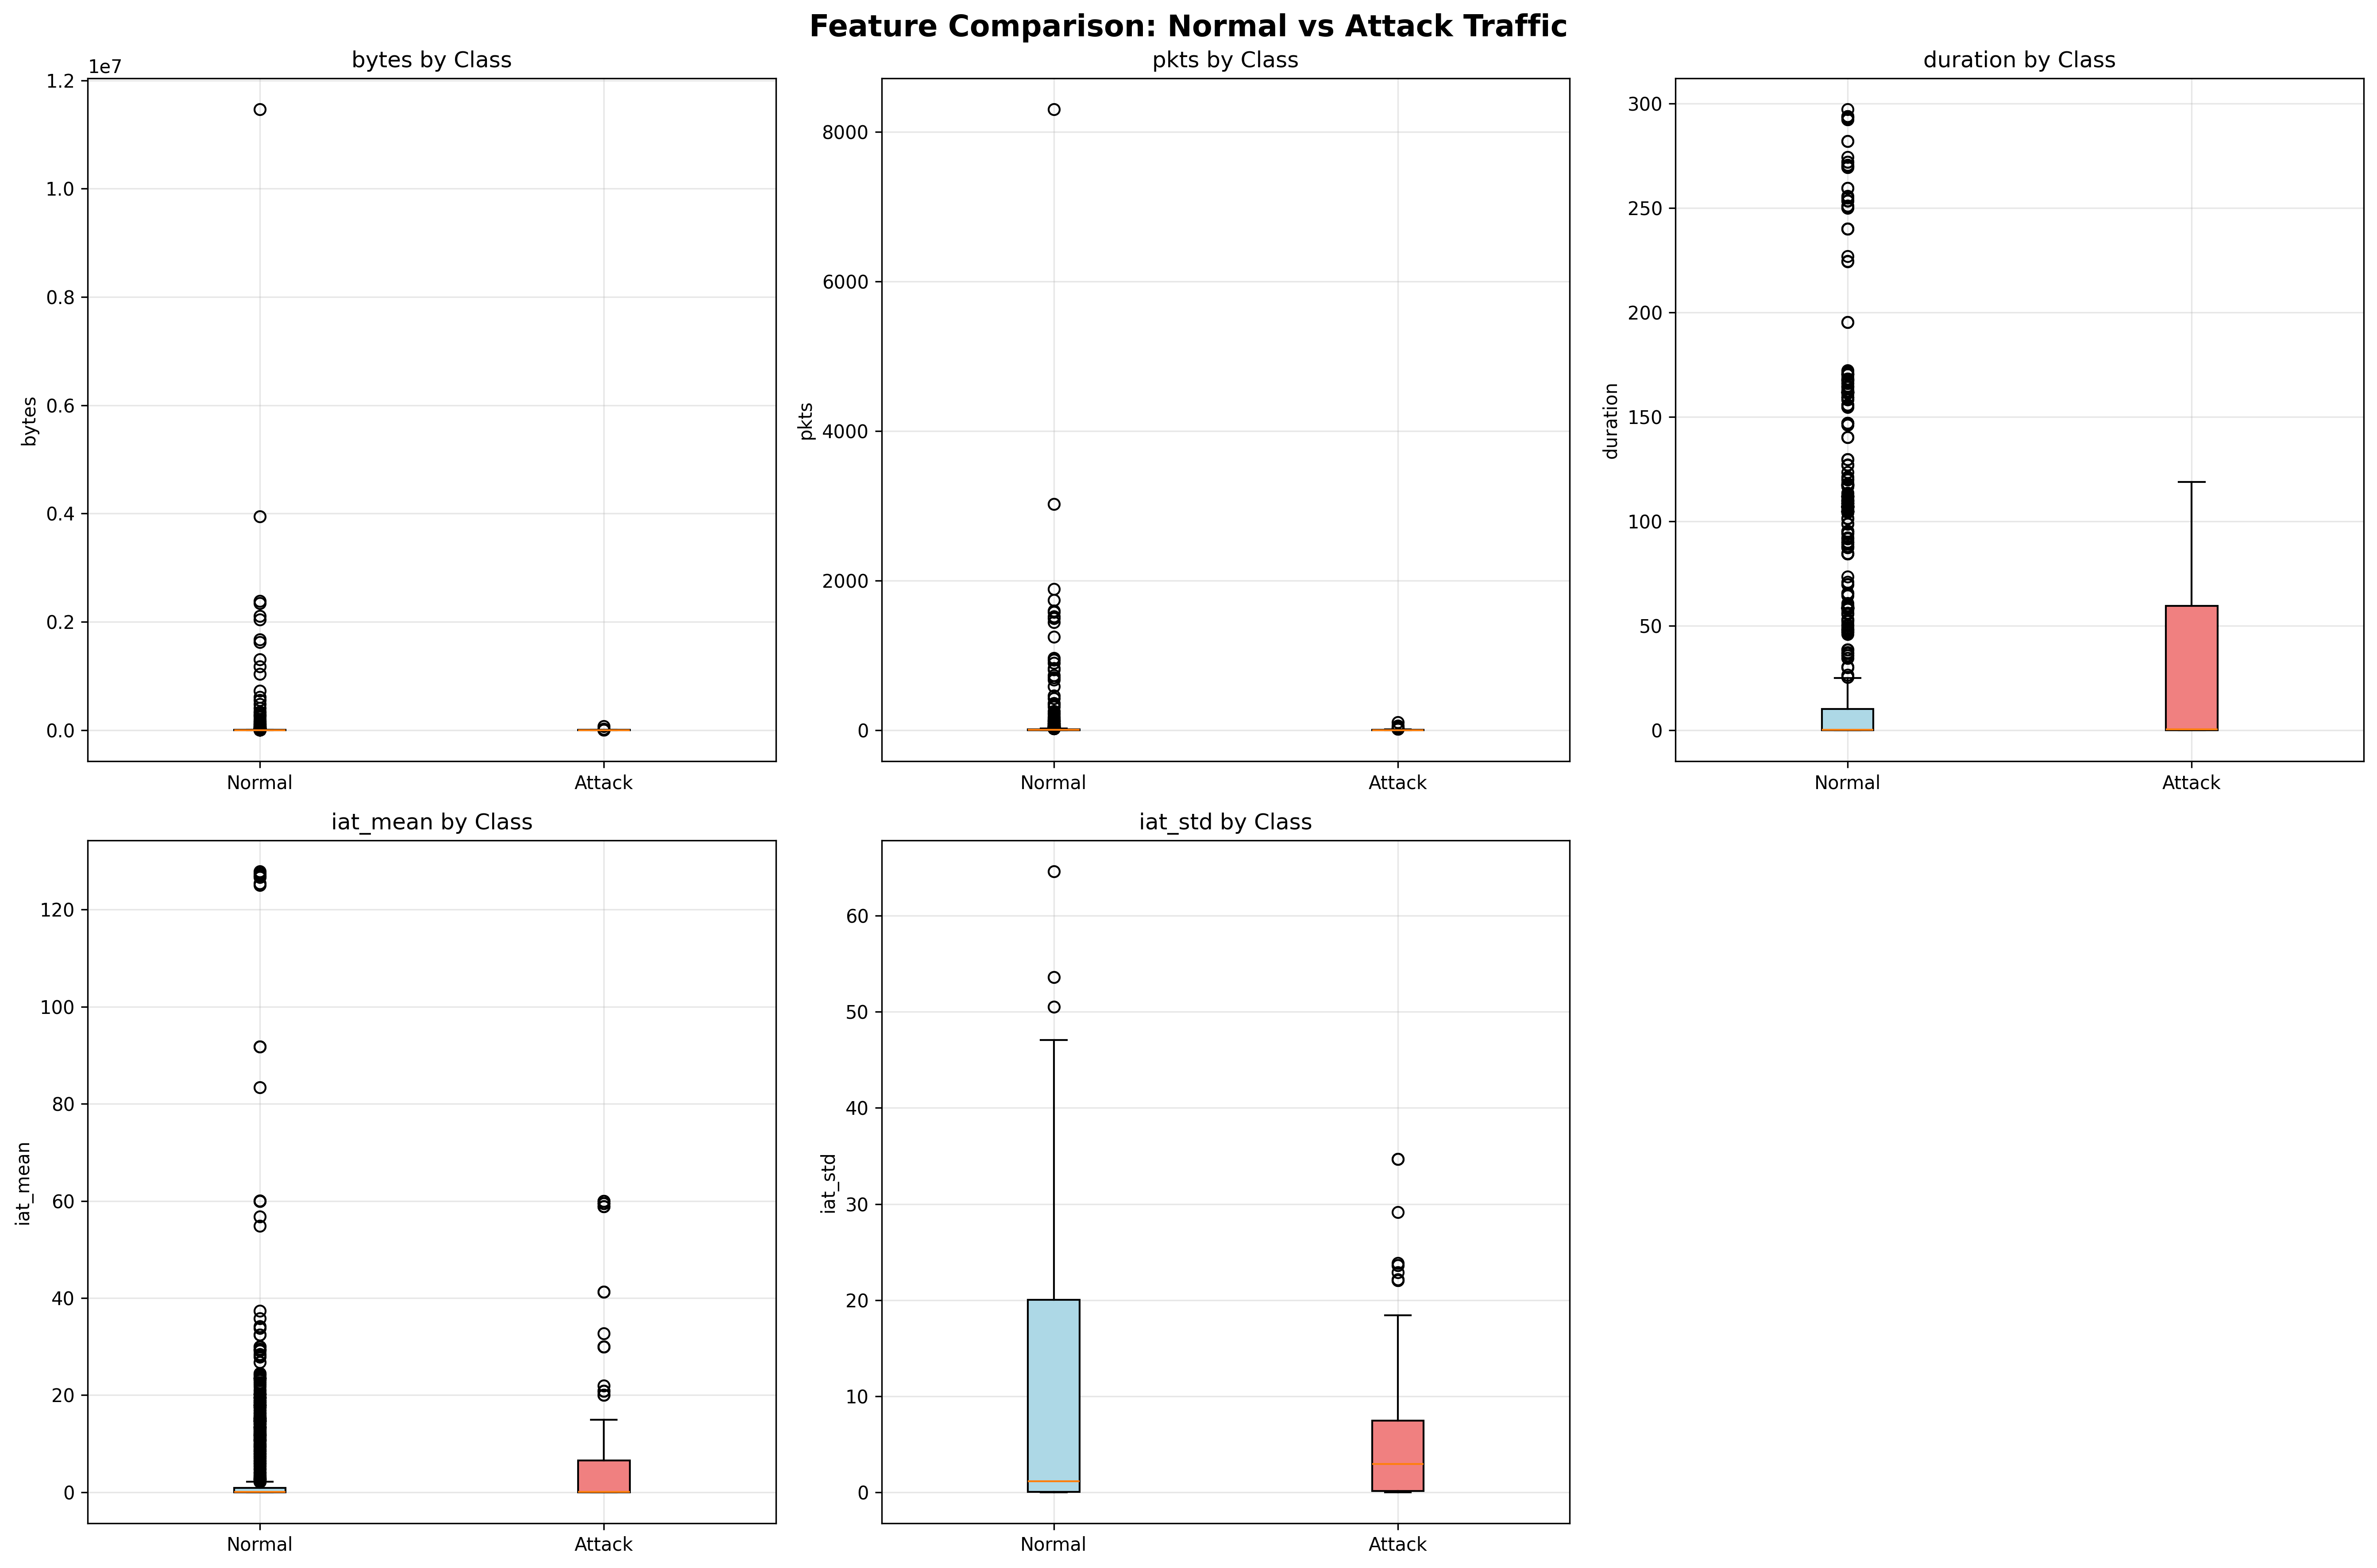 Feature Comparison: Normal vs Attack Traffic
bytes by Class
1e7
1.2
1.0
0.8
0.6
0.4
0.2
0.0
bytes
Normal
Attack
pkts by Class
8000
6000
4000
2000
0
pkts
Normal
Attack
duration by Class
300
250
200
150
100
50
0
duration
Normal
Attack
iat_mean by Class
120
100
80
60
40
20
0
iat_mean
Normal
Attack
iat_std by Class
60
50
40
30
20
10
0
iat_std
Normal
Attack